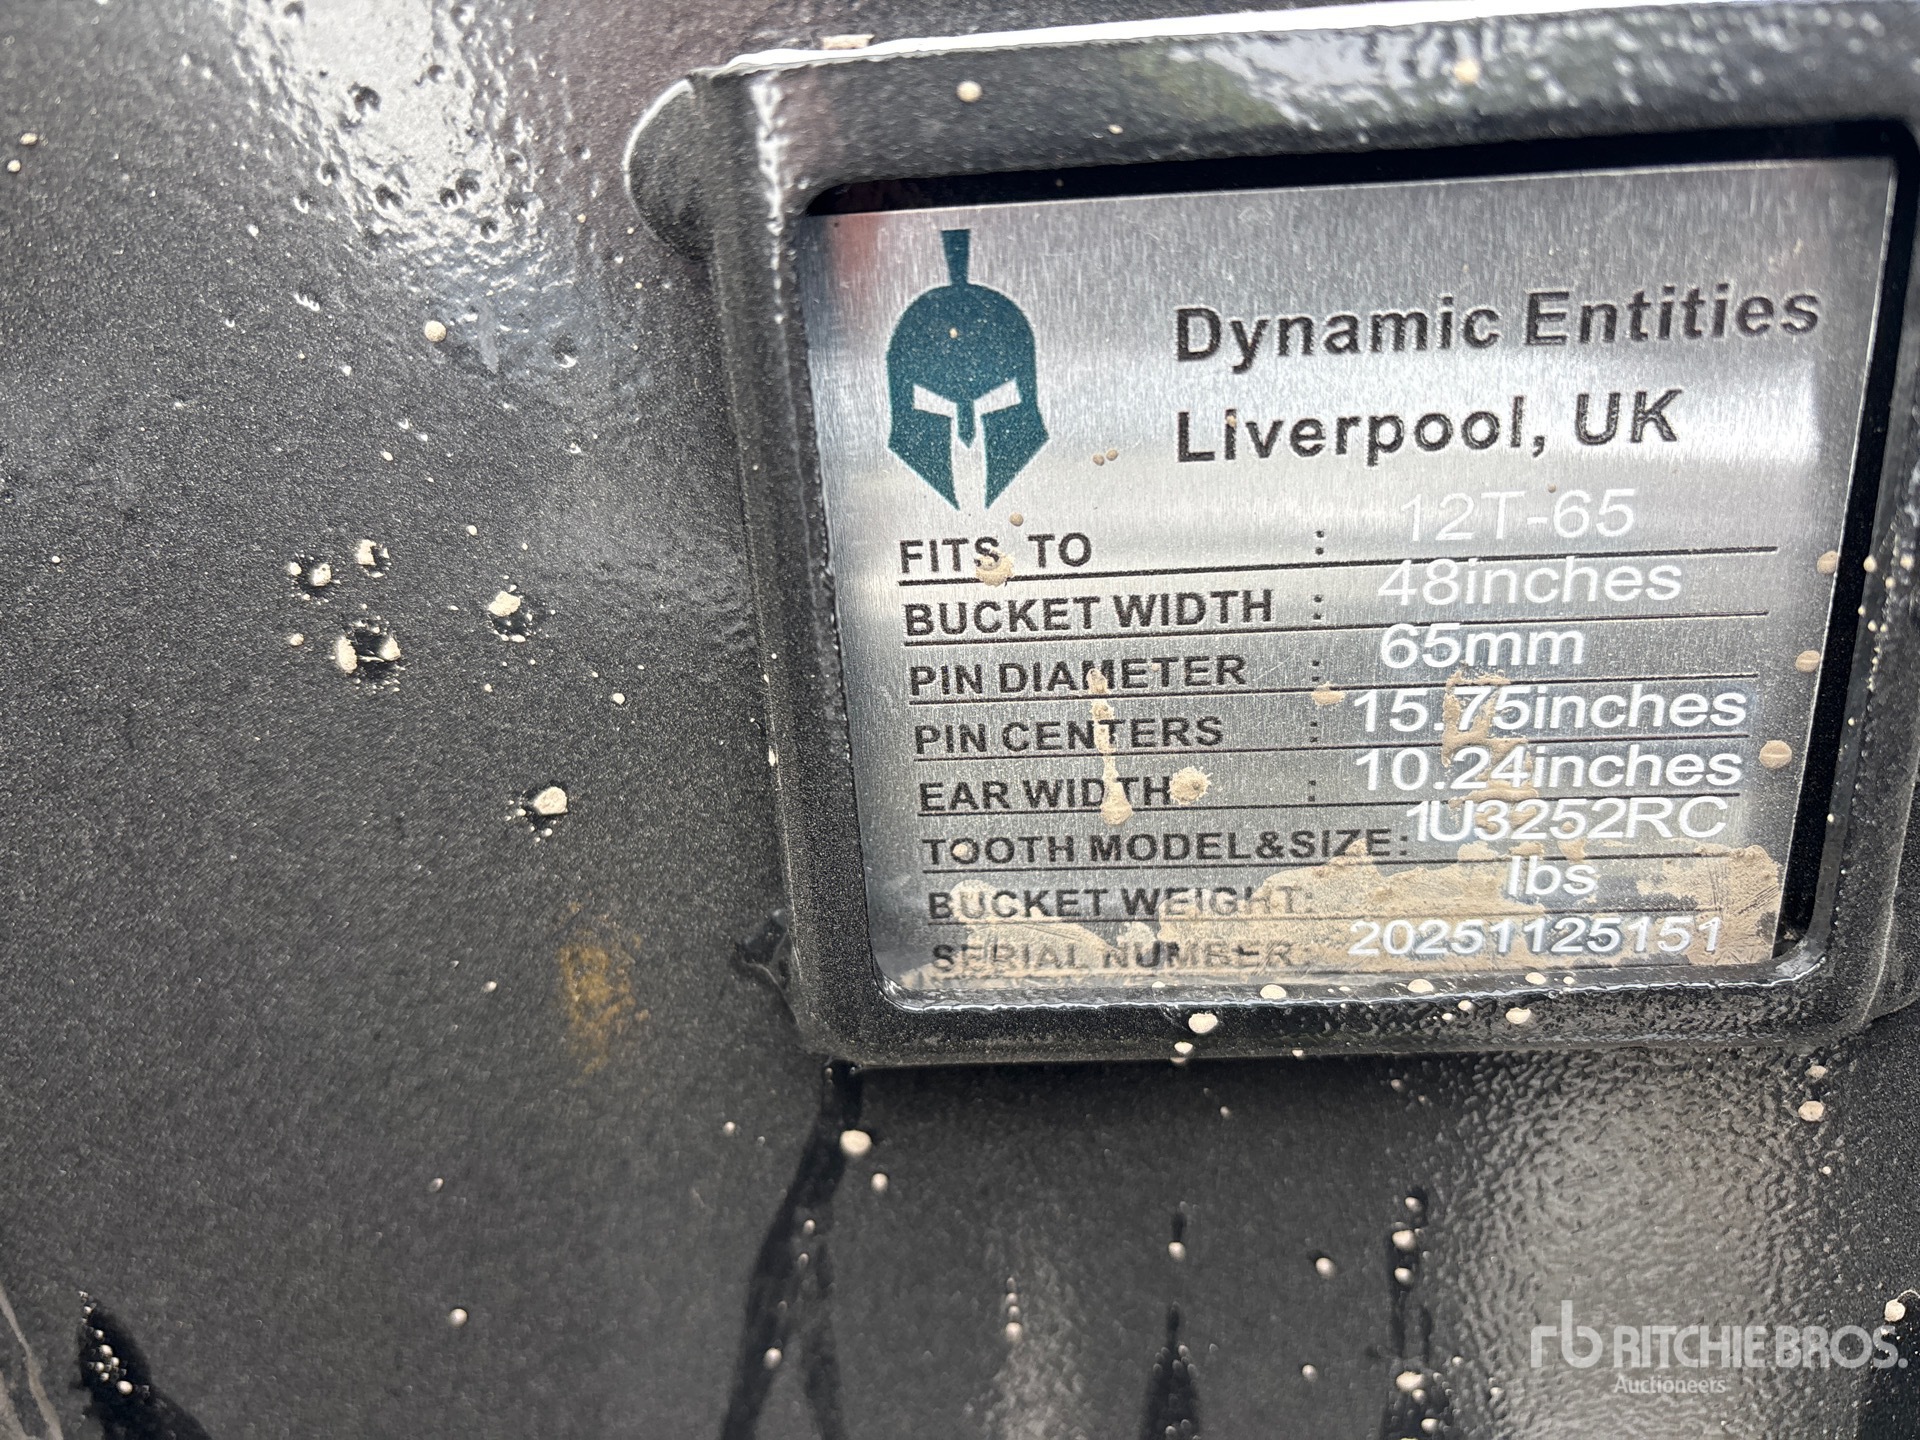 Dynamic Entities
Liverpool, UK
FITS TO : 12T-65
BUCKET WIDTH : 48inches
PIN DIAMETER : 65mm
PIN CENTERS : 15.75inches
EAR WIDTH : 10.24inches
TOOTH MODEL&SIZE: 1U3252RC
BUCKET WEIGHT: lbs
SERIAL NUMBER: 20251125151
rb RITCHIE BROS.
Auctioneers